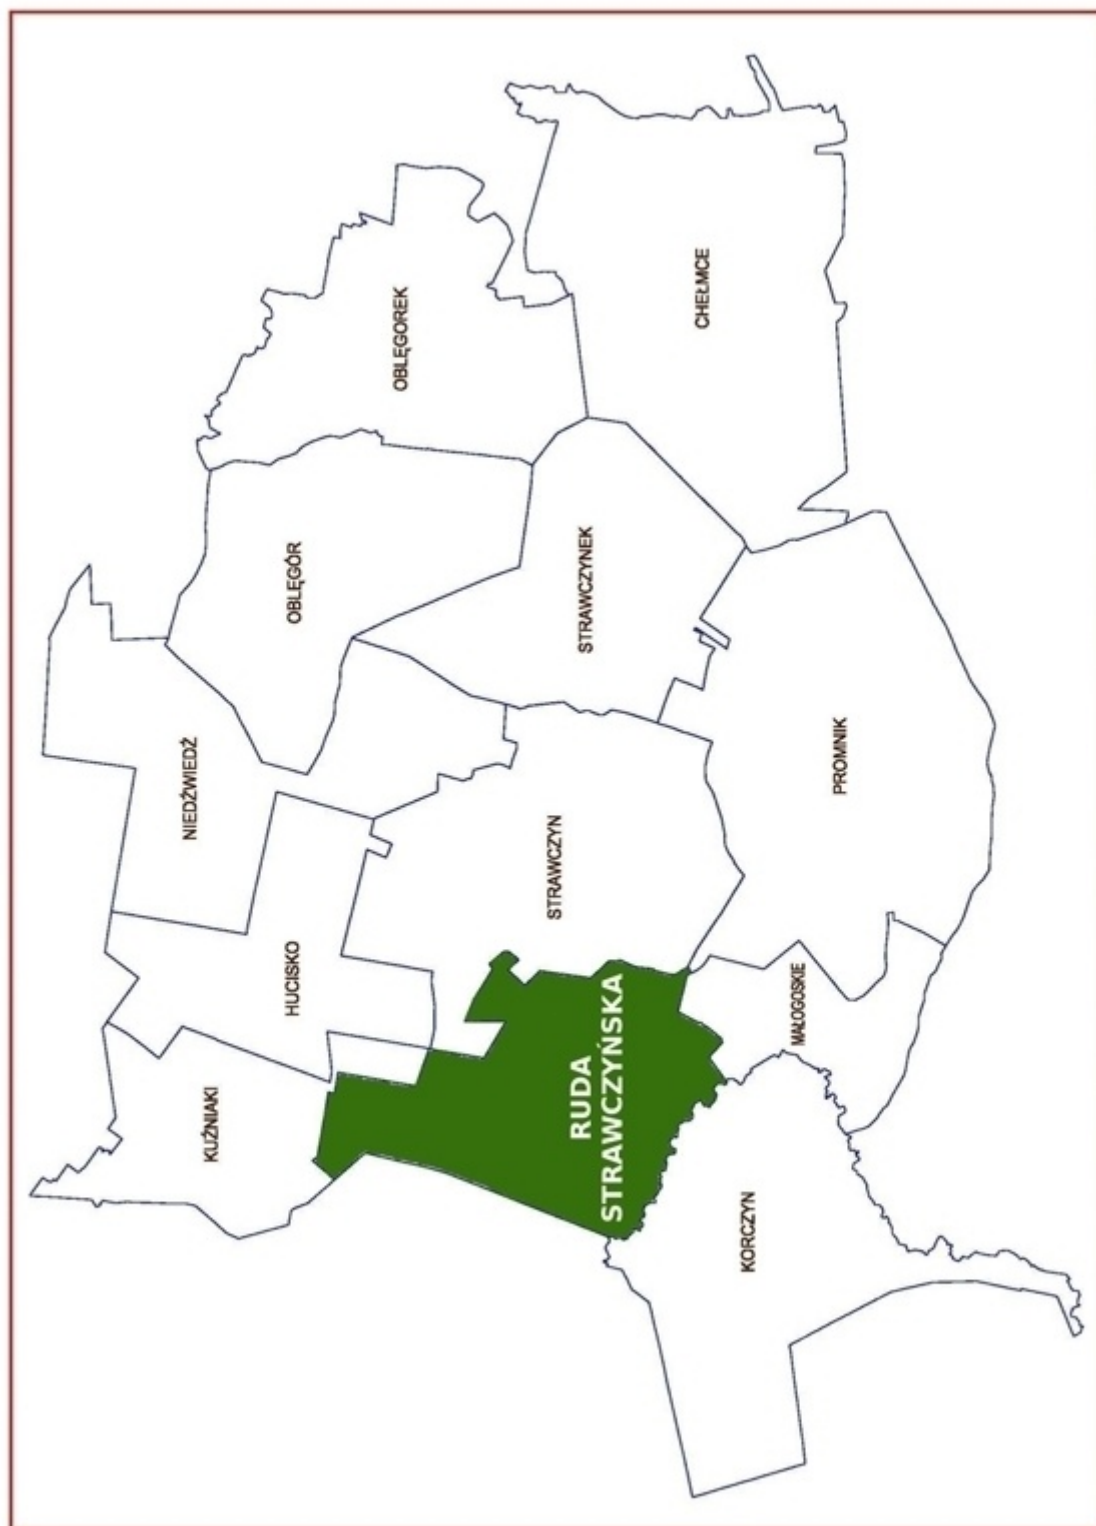 NIEDŹWIEDŹ
KUŹNIAKI
HUCISKO
OBLĘGÓR
OBLĘGOREK
STRAWCZYN
RUDA
STRAWCZYŃSKA
STRAWCZYNEK
CHEŁMCE
KORCZYN
MAŁOGOSKIE
PROMNIK